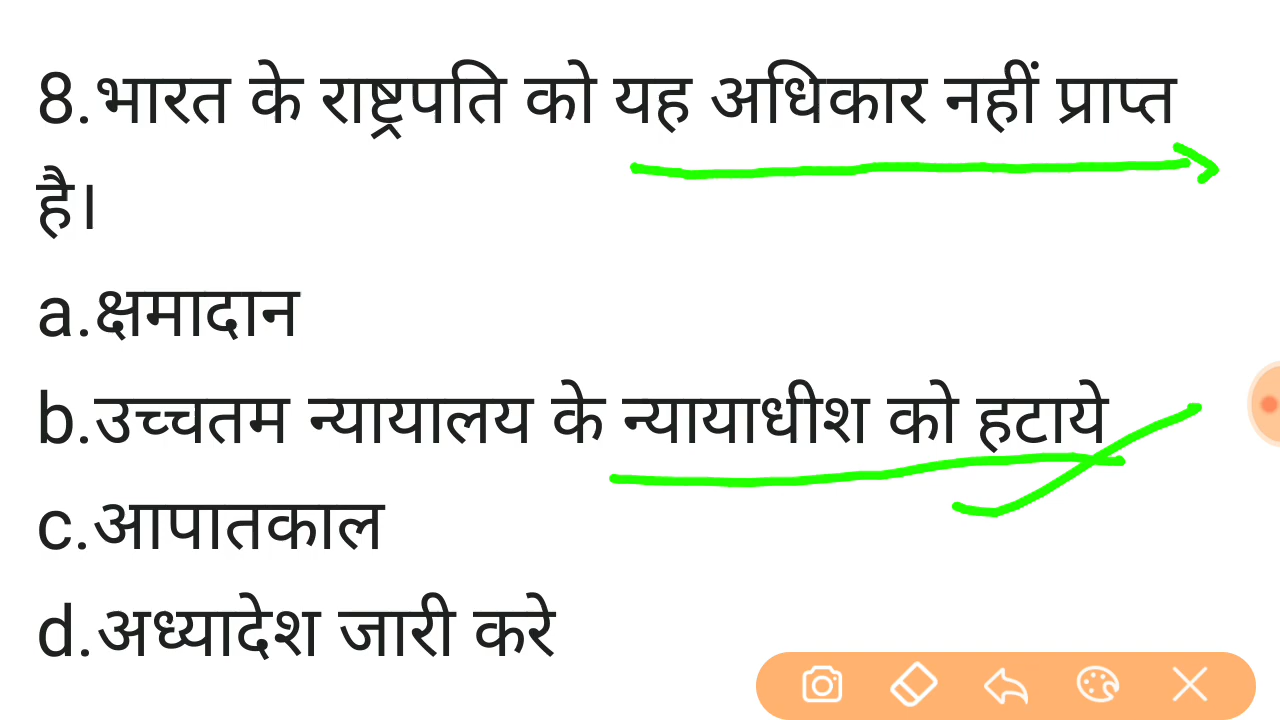 8.भारत के राष्ट्रपति को यह अधिकार नहीं प्राप्त
है।
a.क्षमादान
b.उच्चतम न्यायालय के न्यायाधीश को हटाये
c.आपातकाल
d.अध्यादेश जारी करे